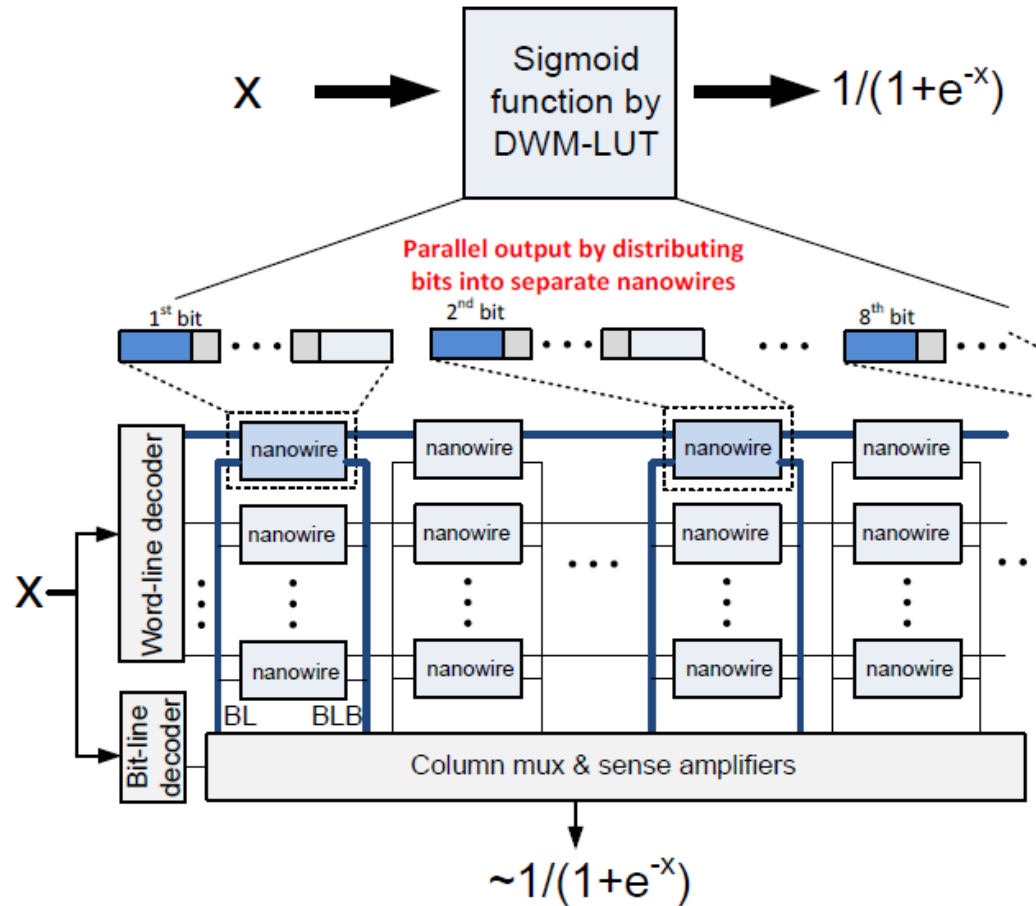 X
Sigmoid
function by
DWM-LUT
1/(1+e^-x)
Parallel output by distributing
bits into separate nanowires
1st bit
2nd bit
8th bit
nanowire
nanowire
nanowire
nanowire
nanowire
nanowire
nanowire
nanowire
nanowire
nanowire
nanowire
nanowire
X
Word-line decoder
BL
BLB
Bit-line
decoder
Column mux & sense amplifiers
~1/(1+e^-x)